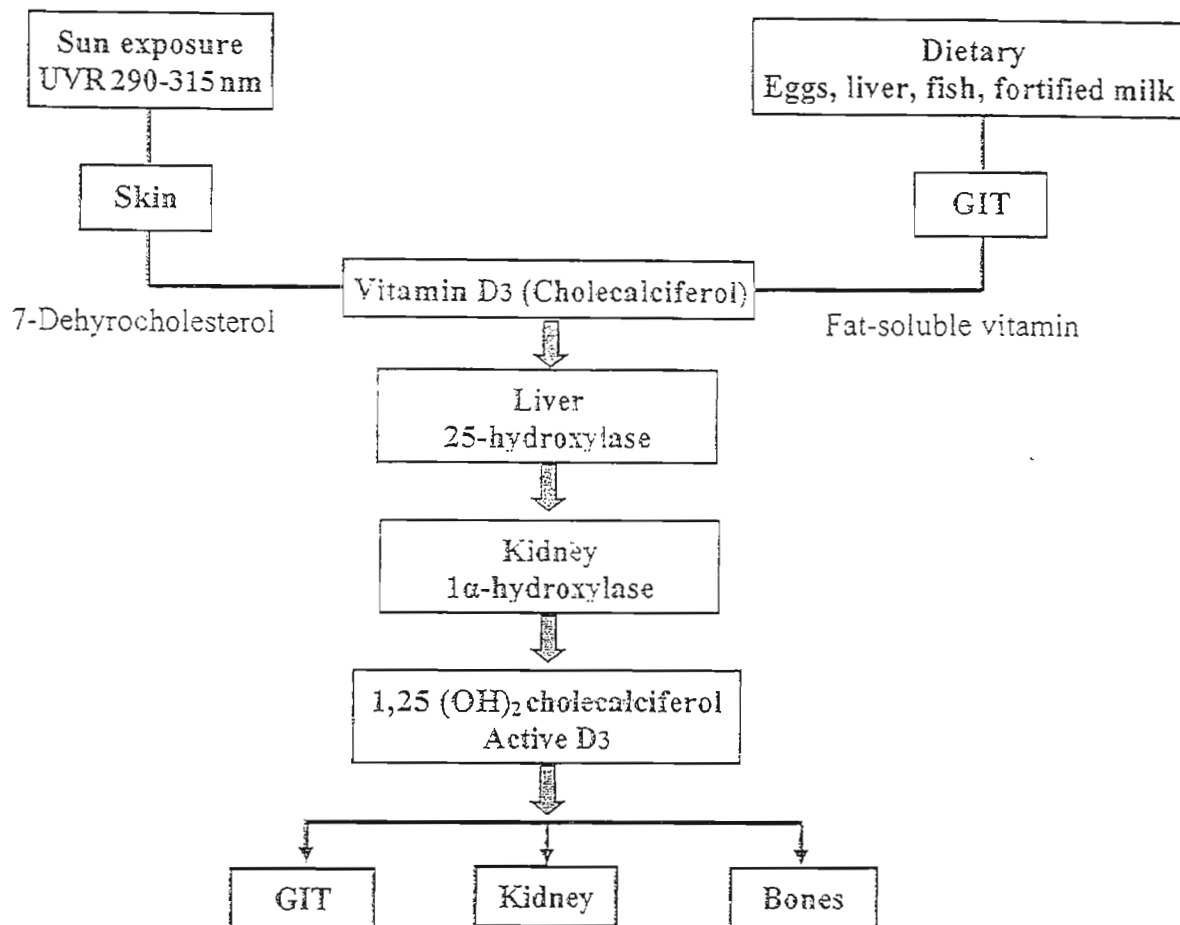 Sun exposure
UVR 290-315 nm
Dietary
Eggs, liver, fish, fortified milk
Skin
GIT
Vitamin D3 (Cholecalciferol)
7-Dehyrocholesterol
Fat-soluble vitamin
Liver
25-hydroxylase
Kidney
1α-hydroxylase
1,25 (OH)₂ cholecalciferol
Active D3
GIT
Kidney
Bones